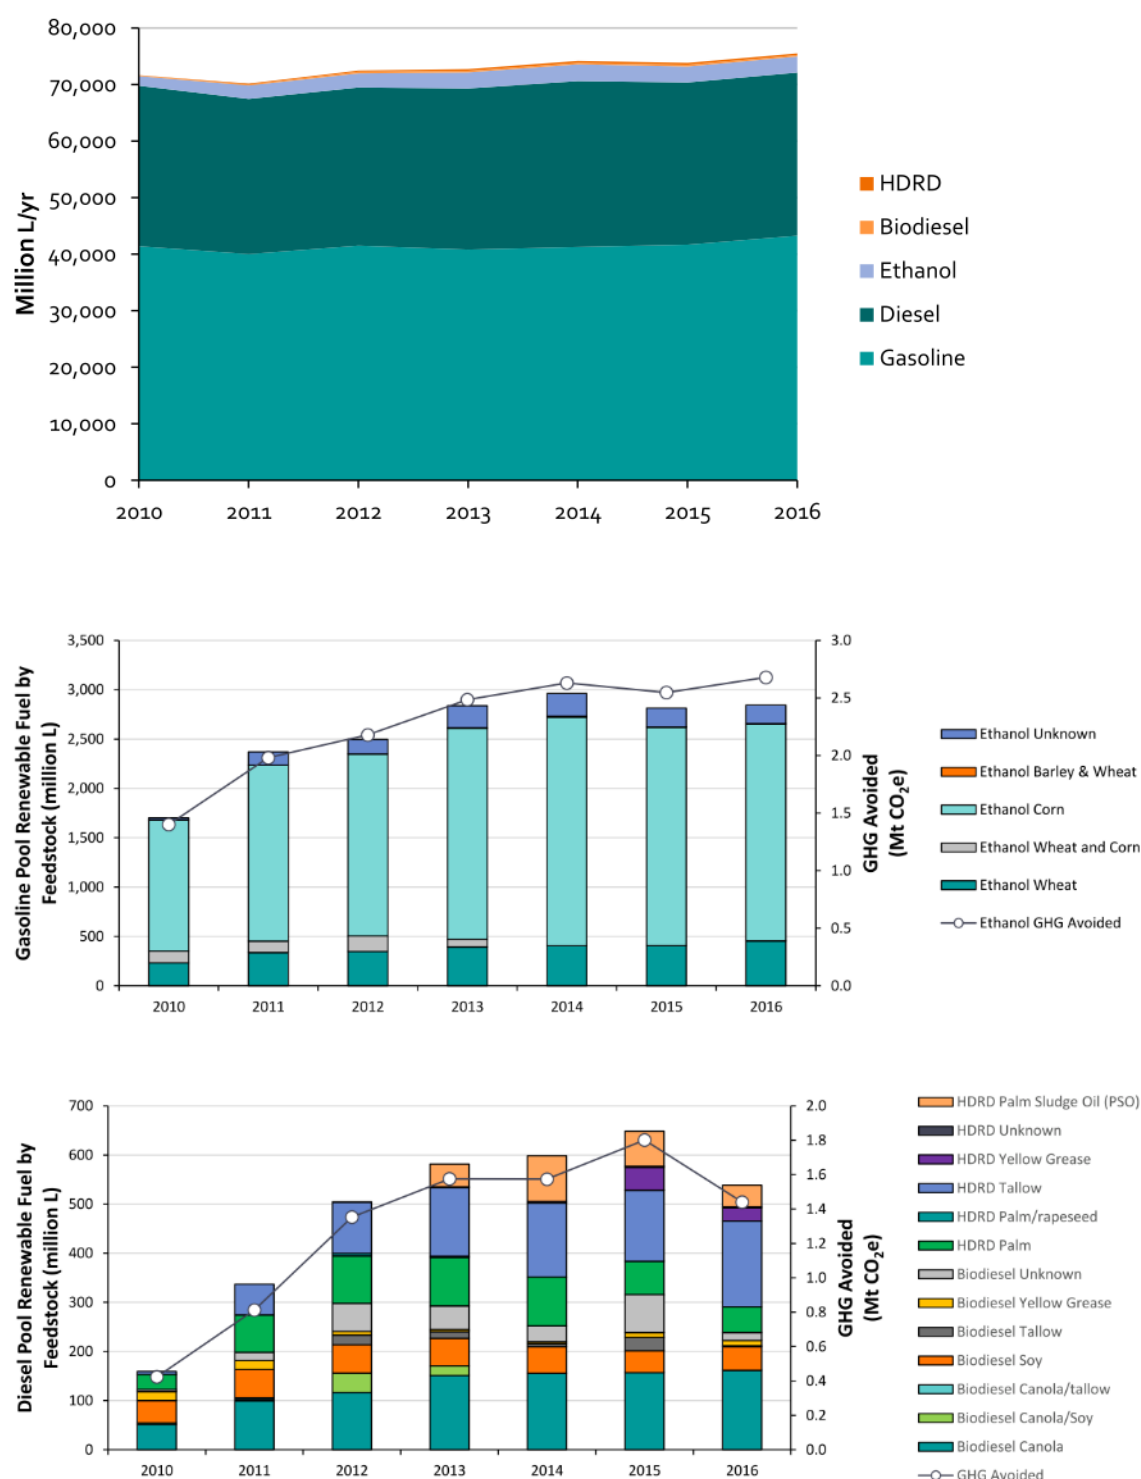 80,000
70,000
60,000
50,000
40,000
30,000
20,000
10,000
0
Million L/yr
2010 2011 2012 2013 2014 2015 2016
HDRD
Biodiesel
Ethanol
Diesel
Gasoline
Gasoline Pool Renewable Fuel by
Feedstock (million L)
3,500
3,000
2,500
2,000
1,500
1,000
500
0
2010 2011 2012 2013 2014 2015 2016
3.0
2.5
2.0
1.5
1.0
0.5
0.0
GHG Avoided
(Mt CO₂e)
Ethanol Unknown
Ethanol Barley & Wheat
Ethanol Corn
Ethanol Wheat and Corn
Ethanol Wheat
Ethanol GHG Avoided
Diesel Pool Renewable Fuel by
Feedstock (million L)
700
600
500
400
300
200
100
0
2010 2011 2012 2013 2014 2015 2016
2.0
1.8
1.6
1.4
1.2
1.0
0.8
0.6
0.4
0.2
0.0
GHG Avoided
(Mt CO₂e)
HDRD Palm Sludge Oil (PSO)
HDRD Unknown
HDRD Yellow Grease
HDRD Tallow
HDRD Palm/rapeseed
HDRD Palm
Biodiesel Unknown
Biodiesel Yellow Grease
Biodiesel Tallow
Biodiesel Soy
Biodiesel Canola/tallow
Biodiesel Canola/Soy
Biodiesel Canola
GHG Avoided